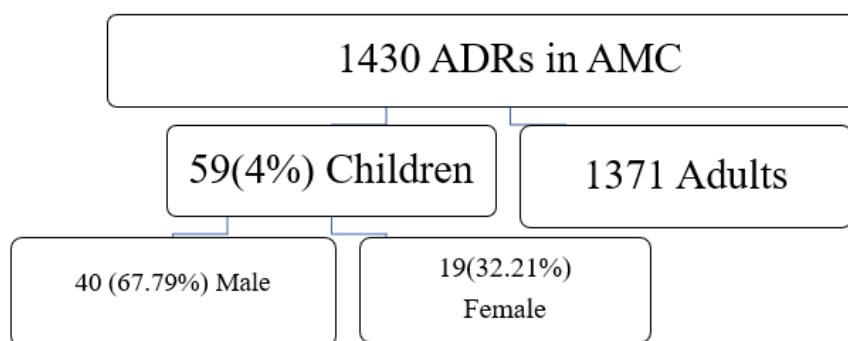 1430 ADRs in AMC
59(4%) Children
1371 Adults
40 (67.79%) Male
19(32.21%)
Female